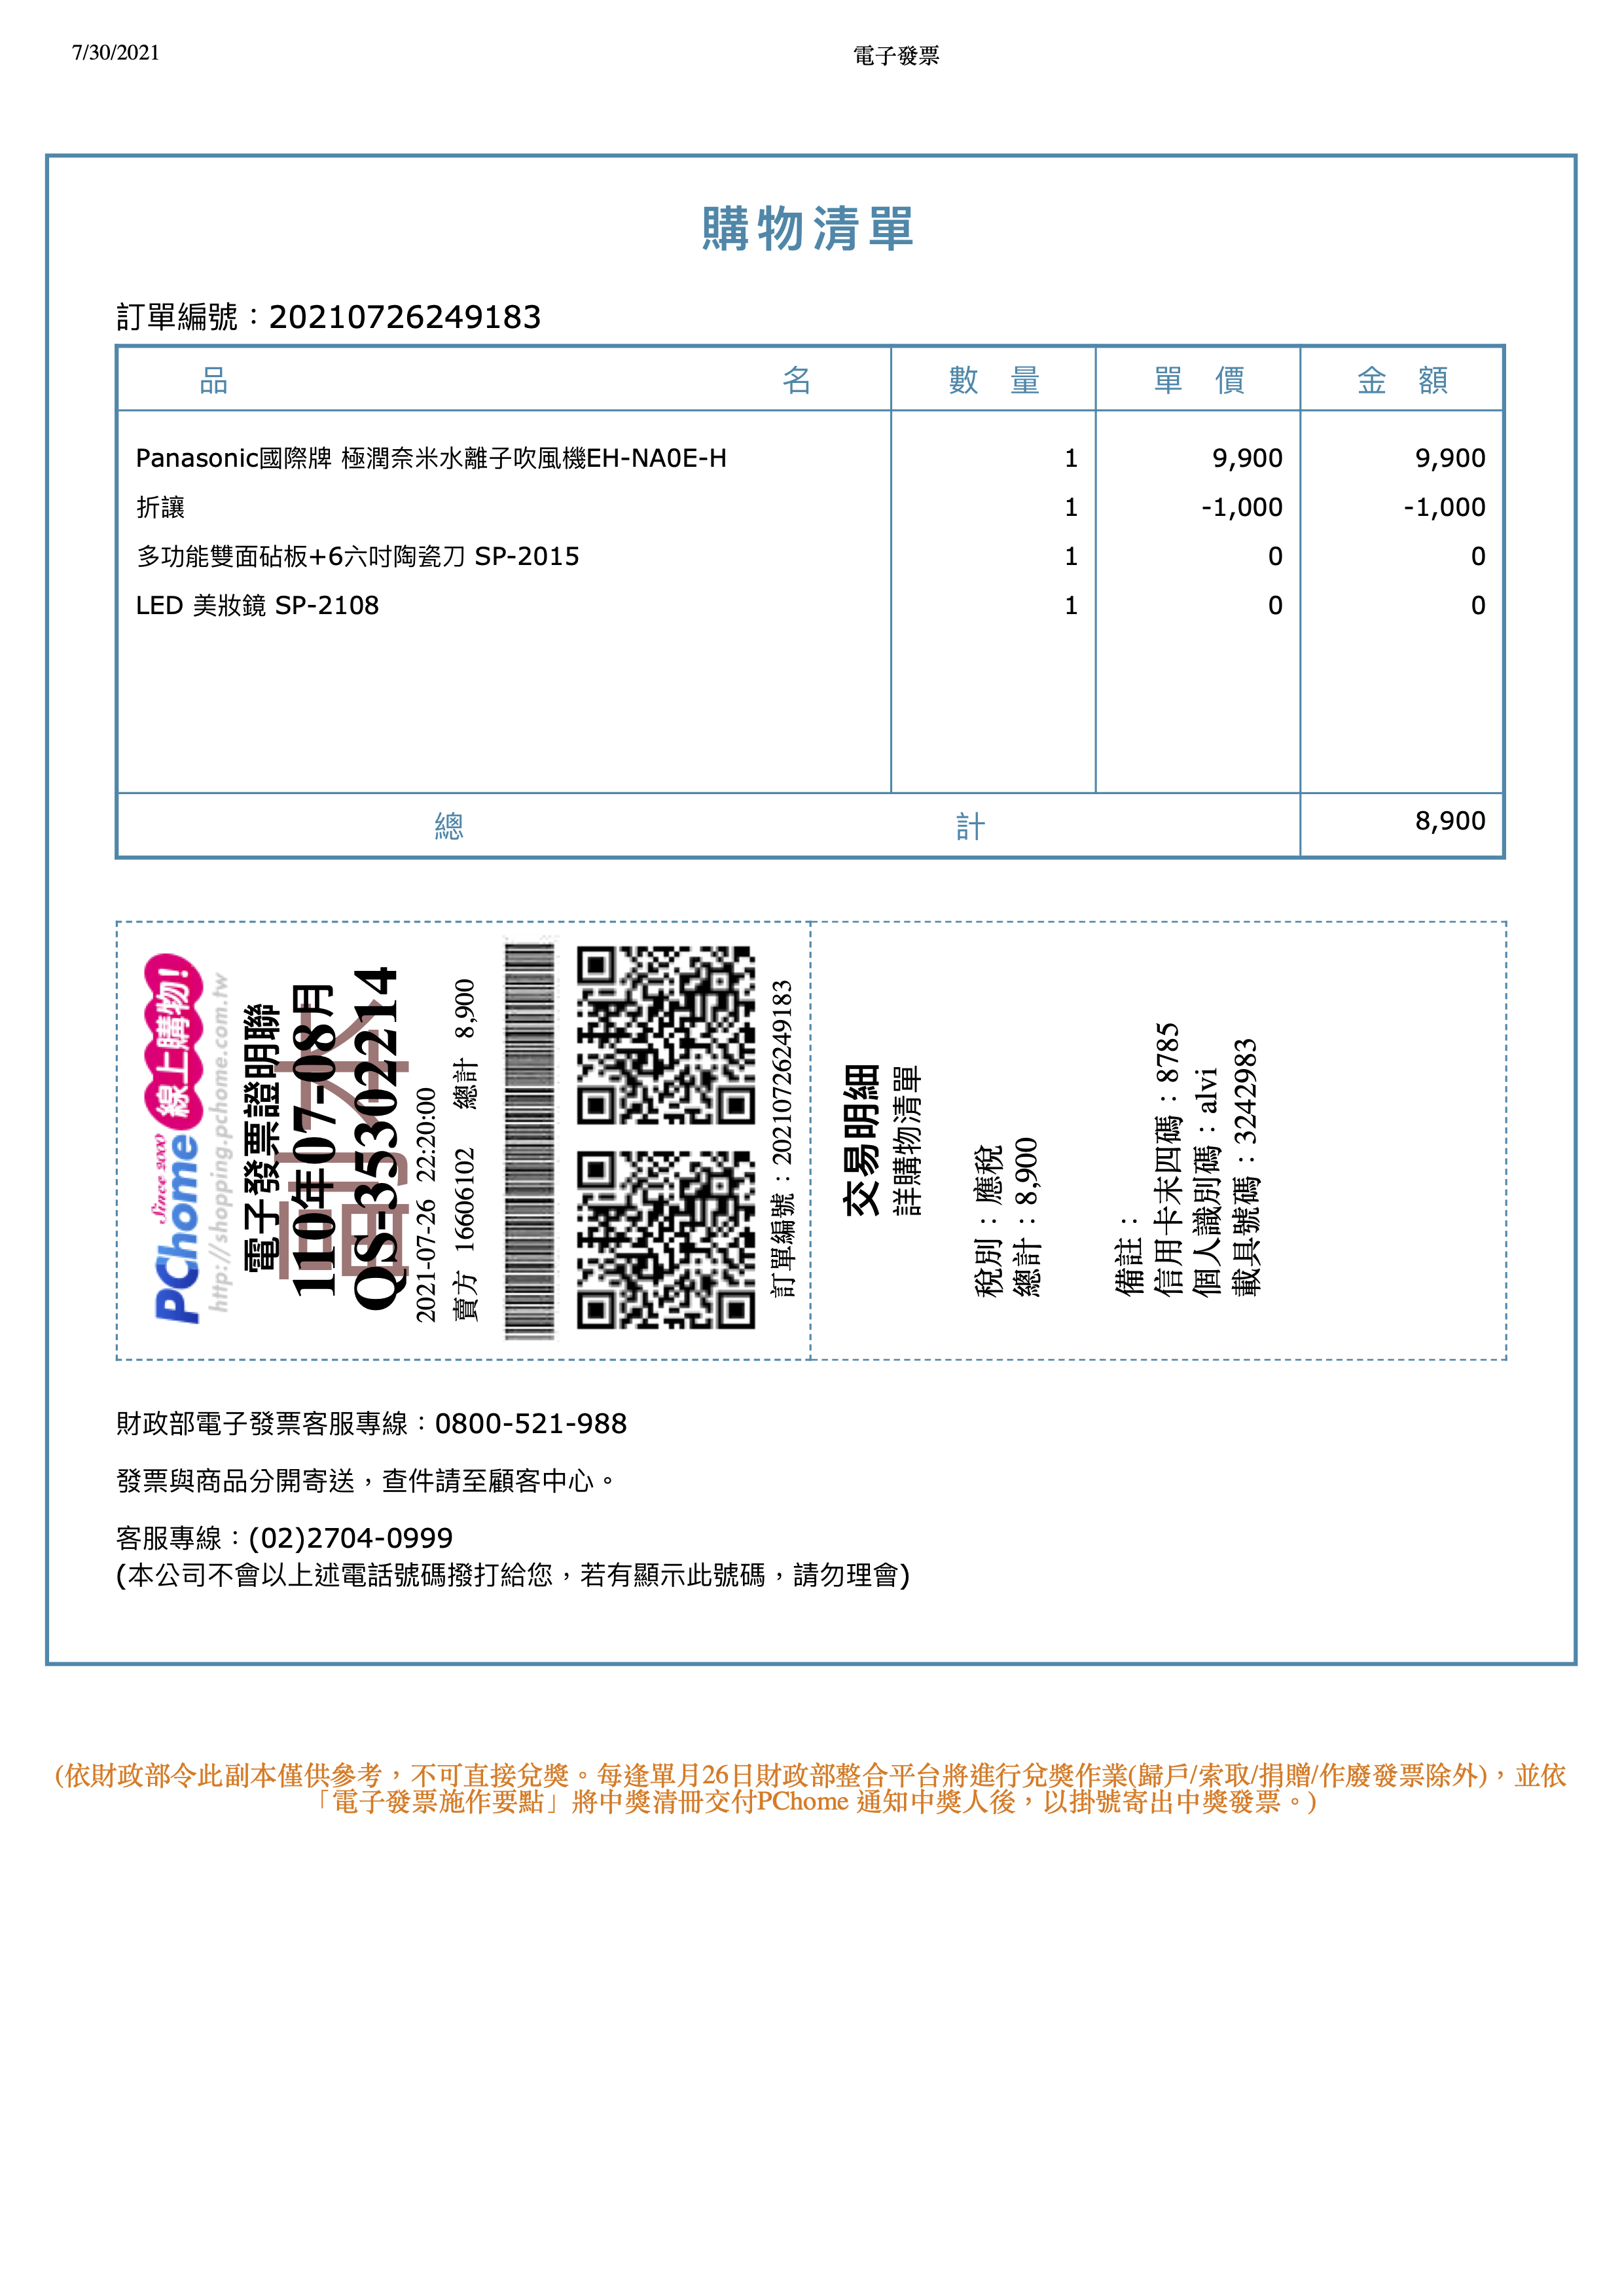 7/30/2021
電子發票
購物清單
訂單編號：20210726249183
品 名 數 量 單 價 金 額
Panasonic國際牌 極潤奈米水離子吹風機EH-NA0E-H 1 9,900 9,900
折讓 1 -1,000 -1,000
多功能雙面砧板+6六吋陶瓷刀 SP-2015 1 0 0
LED 美妝鏡 SP-2108 1 0 0
總 計 8,900
PChome Since 2000 線上購物!
http://shopping.pchome.com.tw
電子發票證明聯
副本
110年07-08月
QS-35302214
2021-07-26 22:20:00
賣方 16606102 總計 8,900
訂單編號：20210726249183
交易明細
詳購物清單
稅別：應稅
總計：8,900
備註：
信用卡末四碼：8785
個人識別碼：alvi
載具號碼：3242983
財政部電子發票客服專線：0800-521-988
發票與商品分開寄送，查件請至顧客中心。
客服專線：(02)2704-0999
(本公司不會以上述電話號碼撥打給您，若有顯示此號碼，請勿理會)
(依財政部令此副本僅供參考，不可直接兌獎。每逢單月26日財政部整合平台將進行兌獎作業(歸戶/索取/捐贈/作廢發票除外)，並依
「電子發票施作要點」將中獎清冊交付PChome 通知中獎人後，以掛號寄出中獎發票。)